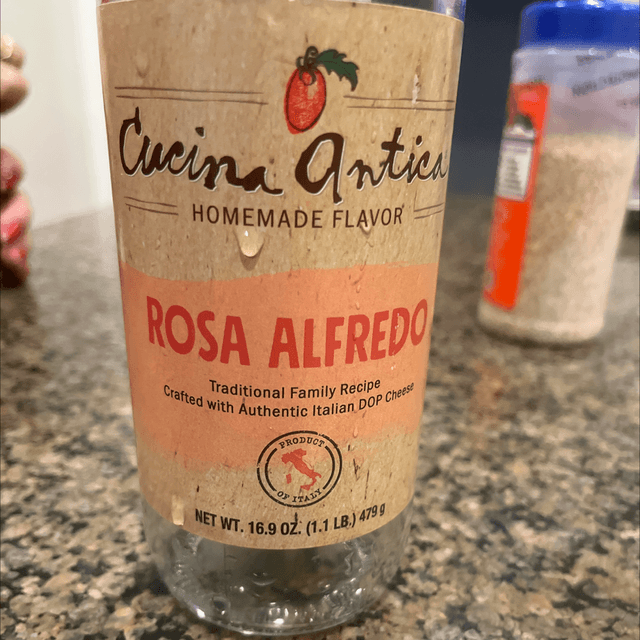 Cucina Antica
HOMEMADE FLAVOR
ROSA ALFREDO
Traditional Family Recipe
Crafted with Authentic Italian DOP Cheese
PRODUCT
OF ITALY
NET WT. 16.9 OZ. (1.1 LB.) 479 g